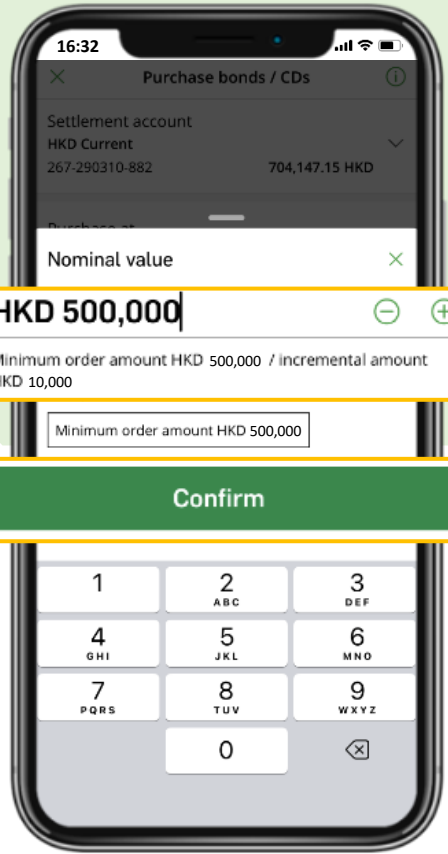 16:32
Purchase bonds / CDs
Settlement account
HKD Current
267-290310-882 704,147.15 HKD
Purchase at
Nominal value
HKD 500,000
Minimum order amount HKD 500,000 / incremental amount
HKD 10,000
Minimum order amount HKD 500,000
Confirm
1
2
ABC
3
DEF
4
GHI
5
JKL
6
MNO
7
PQRS
8
TUV
9
WXYZ
0